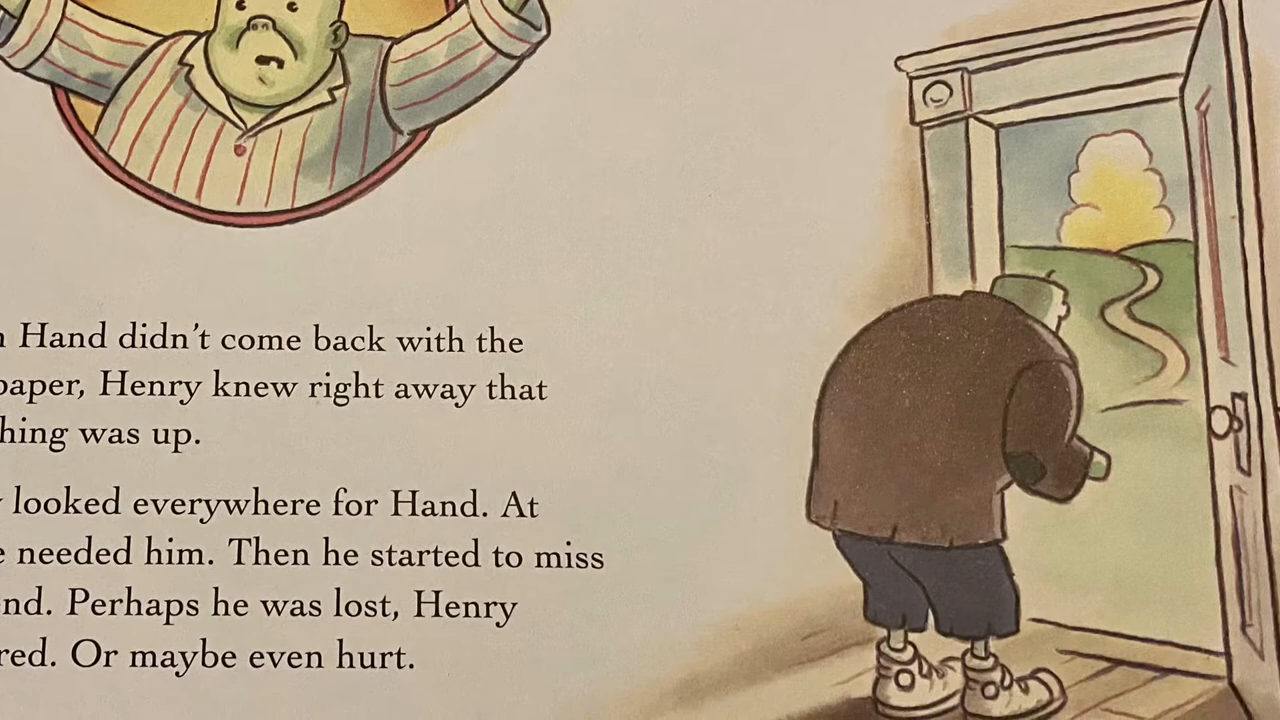 Hand didn't come back with the
paper, Henry knew right away that
thing was up.
looked everywhere for Hand. At
needed him. Then he started to miss
nd. Perhaps he was lost, Henry
red. Or maybe even hurt.